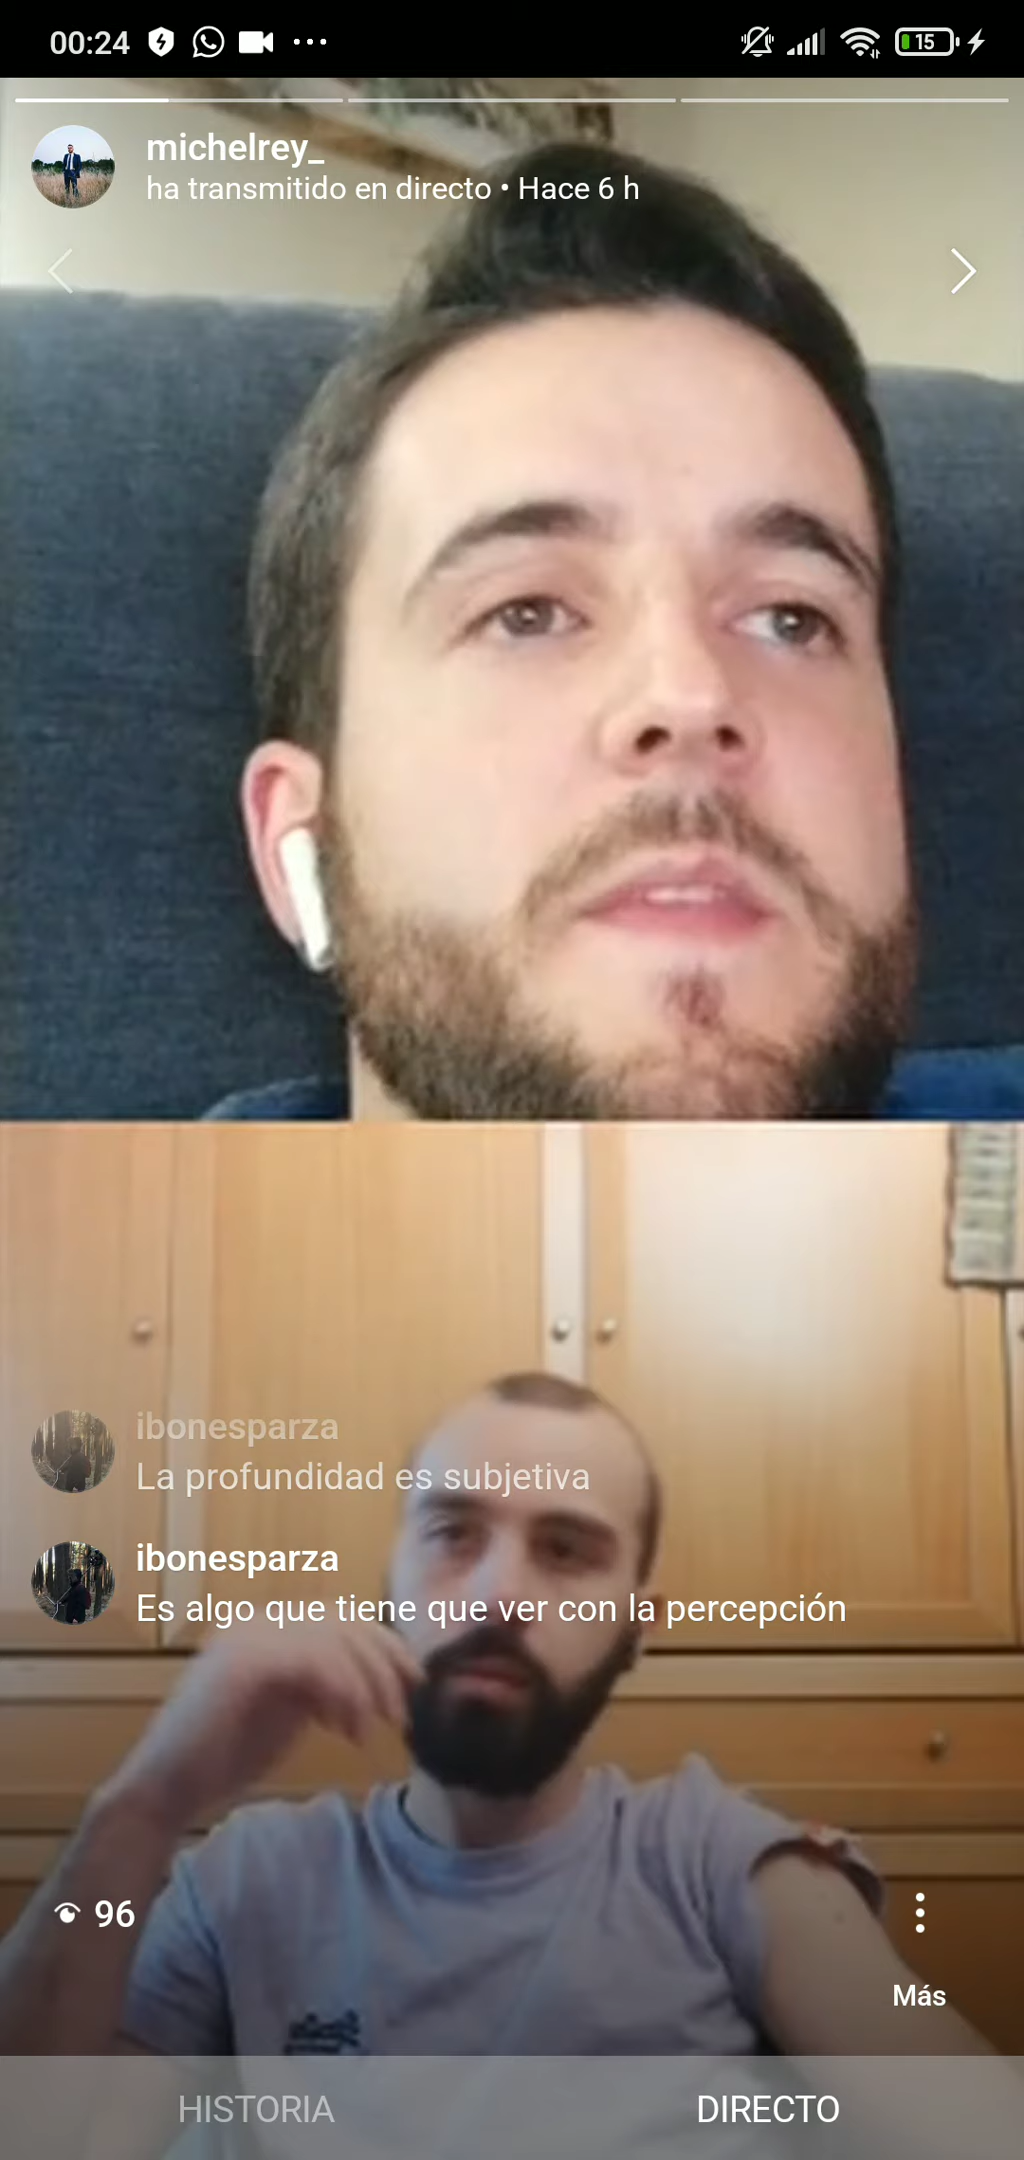 00:24
15
michelrey_
ha transmitido en directo • Hace 6 h
ibonesparza
La profundidad es subjetiva
ibonesparza
Es algo que tiene que ver con la percepción
96
Más
HISTORIA
DIRECTO